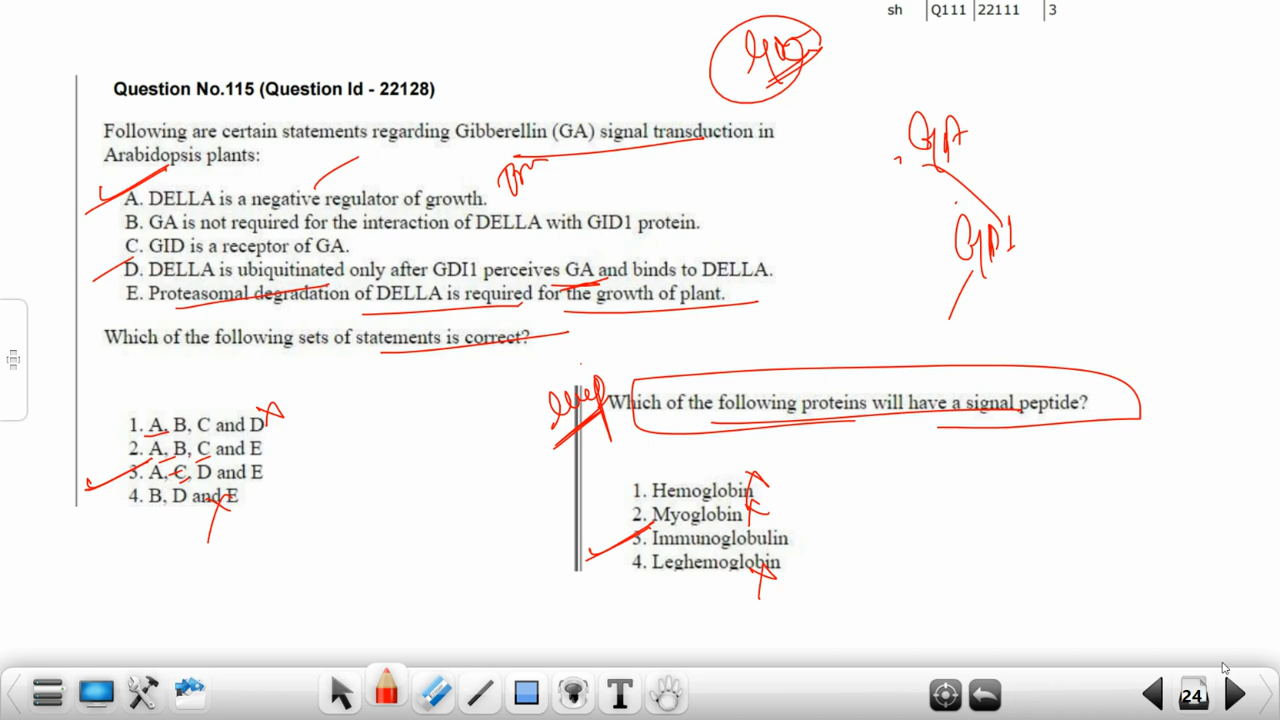 sh Q111 22111 3
Question No.115 (Question Id - 22128)
Following are certain statements regarding Gibberellin (GA) signal transduction in
Arabidopsis plants:
A. DELLA is a negative regulator of growth.
B. GA is not required for the interaction of DELLA with GID1 protein.
C. GID is a receptor of GA.
D. DELLA is ubiquitinated only after GDI1 perceives GA and binds to DELLA.
E. Proteasomal degradation of DELLA is required for the growth of plant.
Which of the following sets of statements is correct?
1. A, B, C and D
2. A, B, C and E
3. A, C, D and E
4. B, D and E
Which of the following proteins will have a signal peptide?
1. Hemoglobin
2. Myoglobin
3. Immunoglobulin
4. Leghemoglobin
GA
24